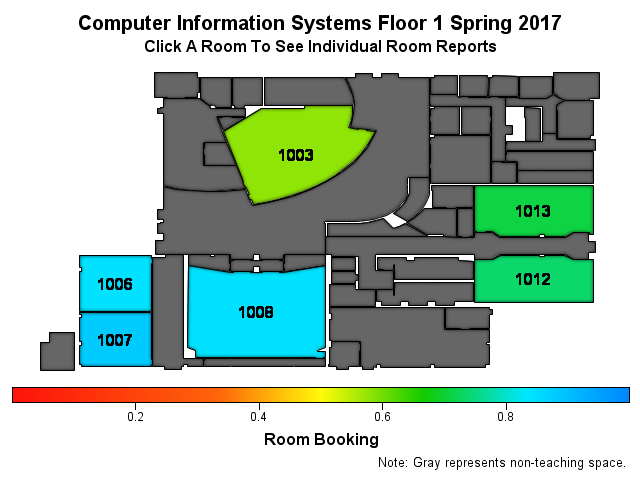 Computer Information Systems Floor 1 Spring 2017
Click A Room To See Individual Room Reports
1003
1013
1006
1012
1008
1007
0.2 0.4 0.6 0.8
Room Booking
Note: Gray represents non-teaching space.